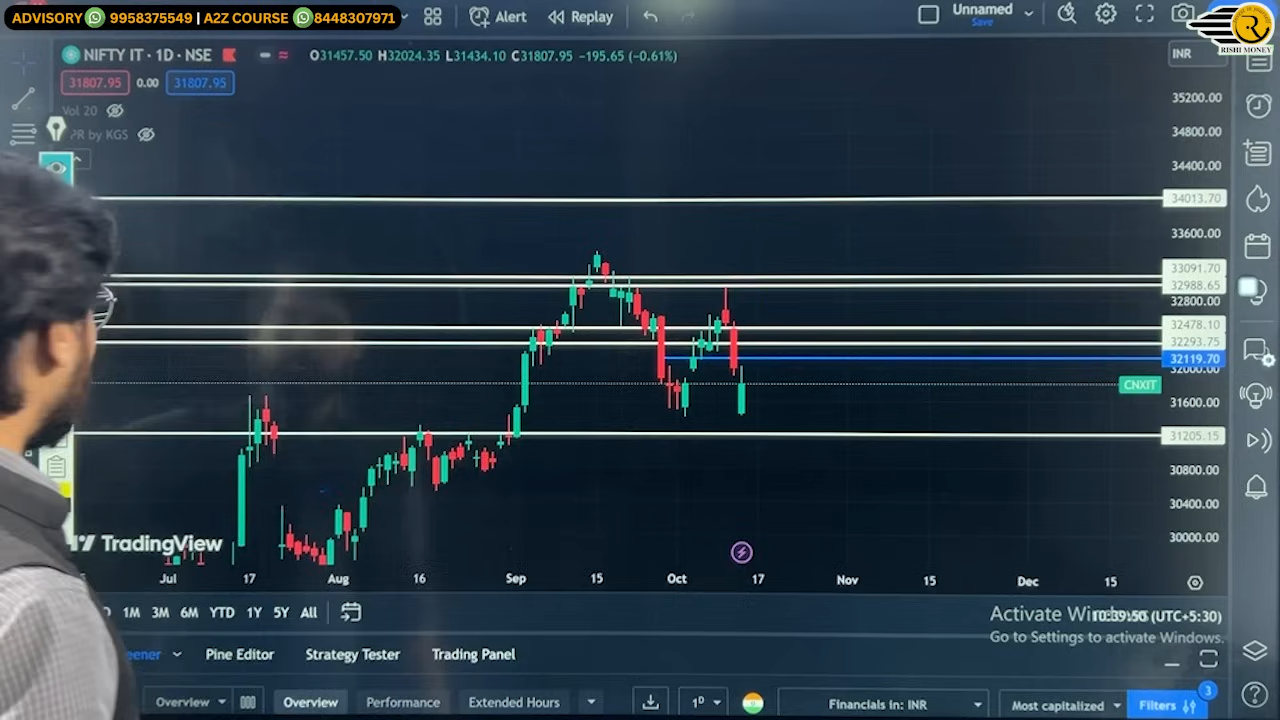 ADVISORY 9958375549 | A2Z COURSE 8448307971
Alert
Replay
Unnamed
Save
RISHI MONEY
NIFTY IT · 1D · NSE
O31457.50 H32024.35 L31434.10 C31807.95 −195.65 (−0.61%)
INR
31807.95 0.00 31807.95
Vol 20
PR by KGS
35200.00
34800.00
34400.00
34013.70
33600.00
33091.70
32988.65
32800.00
32478.10
32293.75
32119.70
32000.00
CNXIT
31600.00
31205.15
30800.00
30400.00
30000.00
TradingView
Jul 17 Aug 16 Sep 15 Oct 17 Nov 15 Dec 15
1M 3M 6M YTD 1Y 5Y All
10:39:50 (UTC+5:30)
Activate Windows
Go to Settings to activate Windows.
eener Pine Editor Strategy Tester Trading Panel
3
Overview Overview Performance Extended Hours 1D Financials in: INR Most capitalized Filters